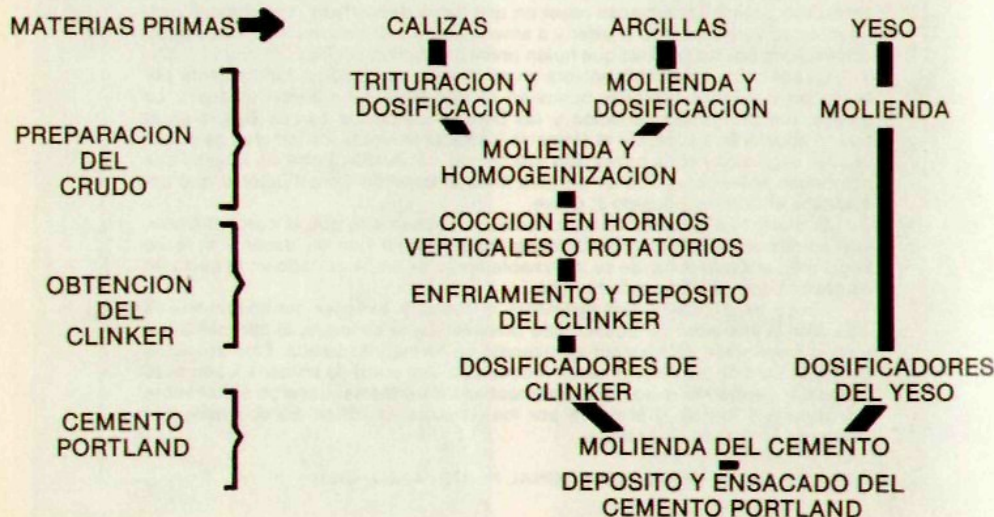 MATERIAS PRIMAS
CALIZAS
ARCILLAS
YESO
TRITURACION Y
DOSIFICACION
MOLIENDA Y
DOSIFICACION
MOLIENDA
PREPARACION
DEL
CRUDO
MOLIENDA Y
HOMOGEINIZACION
COCCION EN HORNOS
VERTICALES O ROTATORIOS
OBTENCION
DEL
CLINKER
ENFRIAMIENTO Y DEPOSITO
DEL CLINKER
DOSIFICADORES DE
CLINKER
DOSIFICADORES
DEL YESO
CEMENTO
PORTLAND
MOLIENDA DEL CEMENTO
DEPOSITO Y ENSACADO DEL
CEMENTO PORTLAND